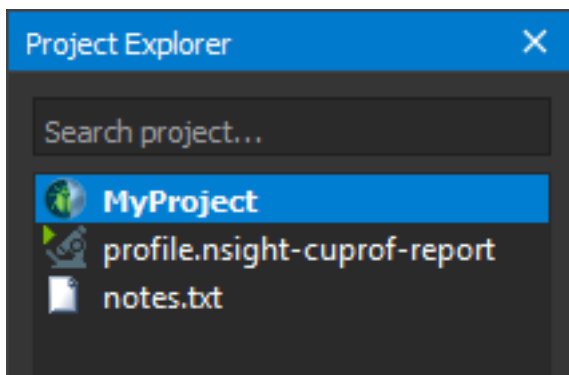 Project Explorer
Search project...
MyProject
profile.nsight-cuprof-report
notes.txt